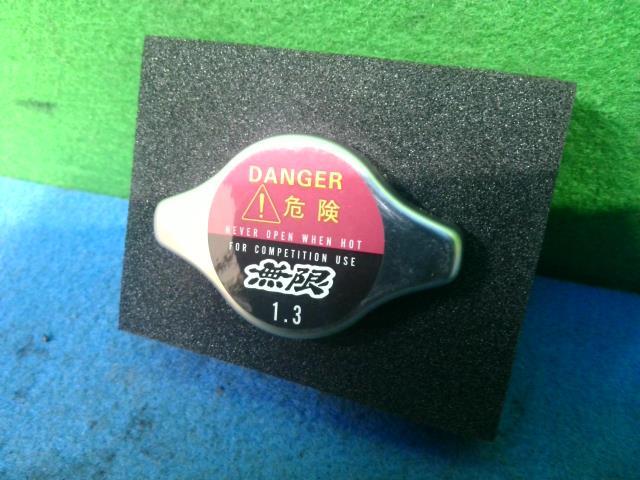 DANGER
危険
NEVER OPEN WHEN HOT
FOR COMPETITION USE
無限
1.3